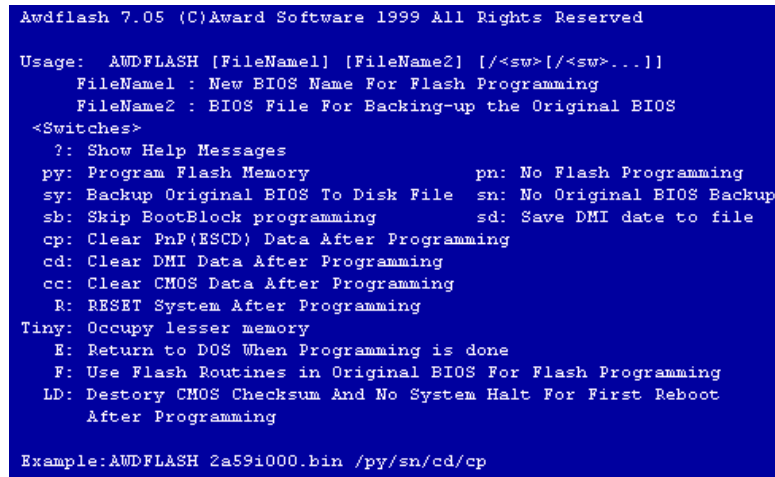 Awdflash 7.05 (C)Award Software 1999 All Rights Reserved
Usage: AWDFLASH [FileName1] [FileName2] [/<sw>[/<sw>...]]
FileName1 : New BIOS Name For Flash Programming
FileName2 : BIOS File For Backing-up the Original BIOS
<Switches>
?: Show Help Messages
py: Program Flash Memory pn: No Flash Programming
sy: Backup Original BIOS To Disk File sn: No Original BIOS Backup
sb: Skip BootBlock programming sd: Save DMI date to file
cp: Clear PnP(ESCD) Data After Programming
cd: Clear DMI Data After Programming
cc: Clear CMOS Data After Programming
R: RESET System After Programming
Tiny: Occupy lesser memory
E: Return to DOS When Programming is done
F: Use Flash Routines in Original BIOS For Flash Programming
LD: Destory CMOS Checksum And No System Halt For First Reboot
After Programming
Example:AWDFLASH 2a59i000.bin /py/sn/cd/cp